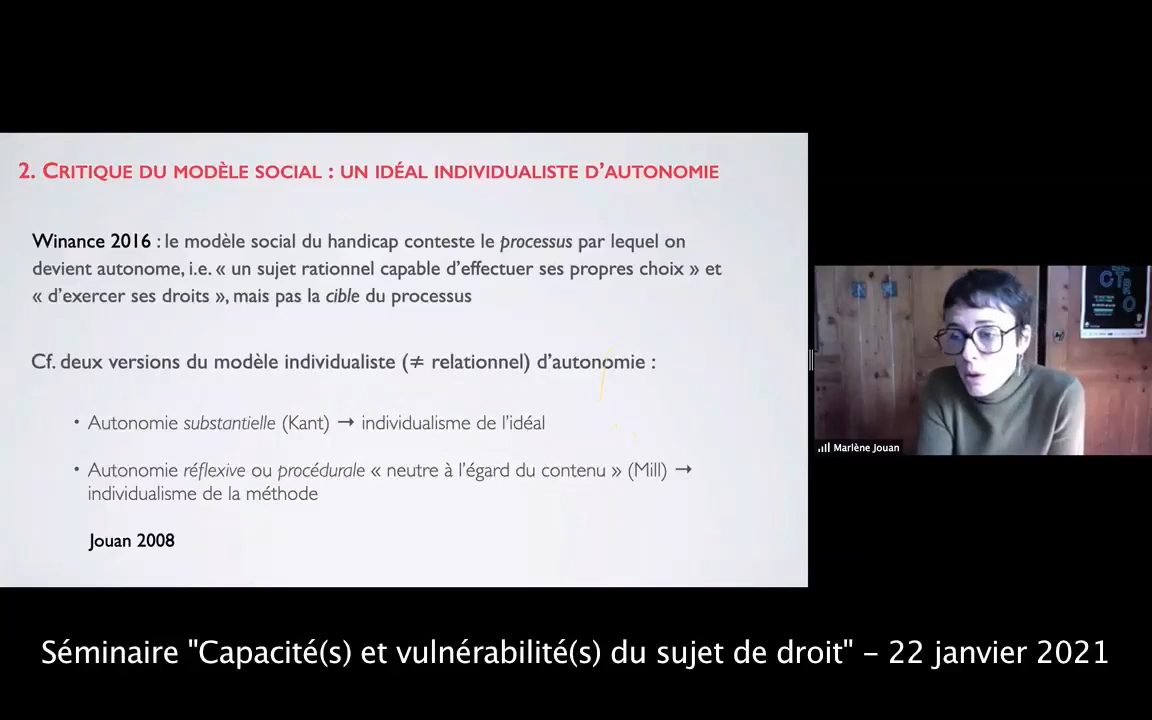 2. CRITIQUE DU MODÈLE SOCIAL : UN IDÉAL INDIVIDUALISTE D’AUTONOMIE
Winance 2016 : le modèle social du handicap conteste le processus par lequel on
devient autonome, i.e. « un sujet rationnel capable d’effectuer ses propres choix » et
« d’exercer ses droits », mais pas la cible du processus
Cf. deux versions du modèle individualiste (≠ relationnel) d’autonomie :
• Autonomie substantielle (Kant) → individualisme de l’idéal
• Autonomie réflexive ou procédurale « neutre à l’égard du contenu » (Mill) →
individualisme de la méthode
Jouan 2008
CTRO
Marlène Jouan
Séminaire "Capacité(s) et vulnérabilité(s) du sujet de droit" – 22 janvier 2021